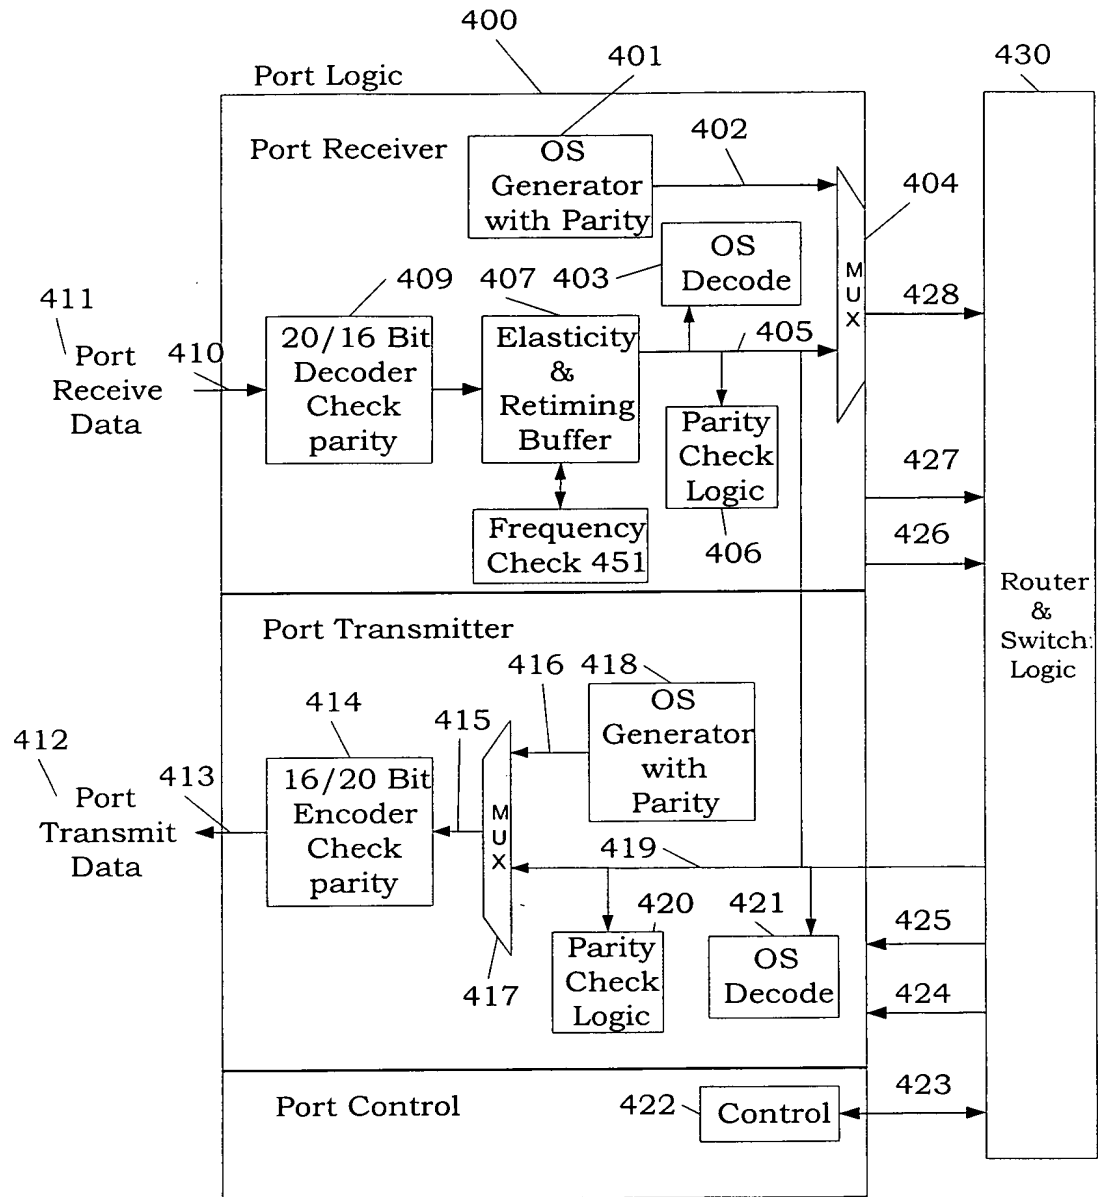 400
401
430
Port Logic
Port Receiver
OS
Generator
with Parity
402
404
OS
Decode
409
407
403
MUX
428
411
Port
Receive
Data
410
20/16 Bit
Decoder
Check
parity
Elasticity
&
Retiming
Buffer
405
Parity
Check
Logic
406
427
426
Frequency
Check 451
Router
&
Switch
Logic
Port Transmitter
416
418
OS
Generator
with
Parity
414
415
412
Port
Transmit
Data
413
16/20 Bit
Encoder
Check
parity
MUX
419
417
420
421
425
Parity
Check
Logic
OS
Decode
424
Port Control
422
Control
423